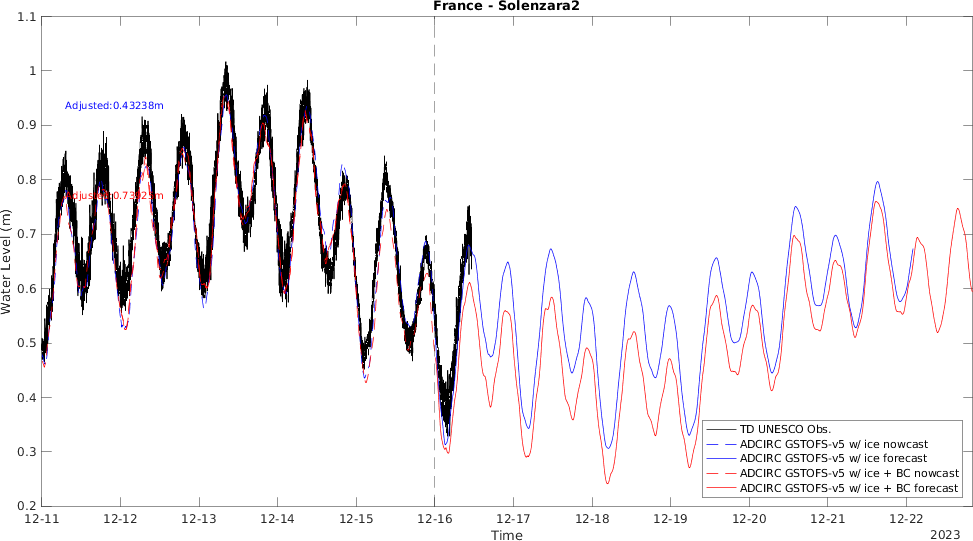 France - Solenzara2
Water Level (m)
1.1
1
0.9
0.8
0.7
0.6
0.5
0.4
0.3
0.2
Adjusted:0.43238m
12-11
12-12
12-13
12-14
12-15
12-16
12-17
12-18
12-19
12-20
12-21
12-22
Time
2023
TD UNESCO Obs.
ADCIRC GSTOFS-v5 w/ ice nowcast
ADCIRC GSTOFS-v5 w/ ice forecast
ADCIRC GSTOFS-v5 w/ ice + BC nowcast
ADCIRC GSTOFS-v5 w/ ice + BC forecast